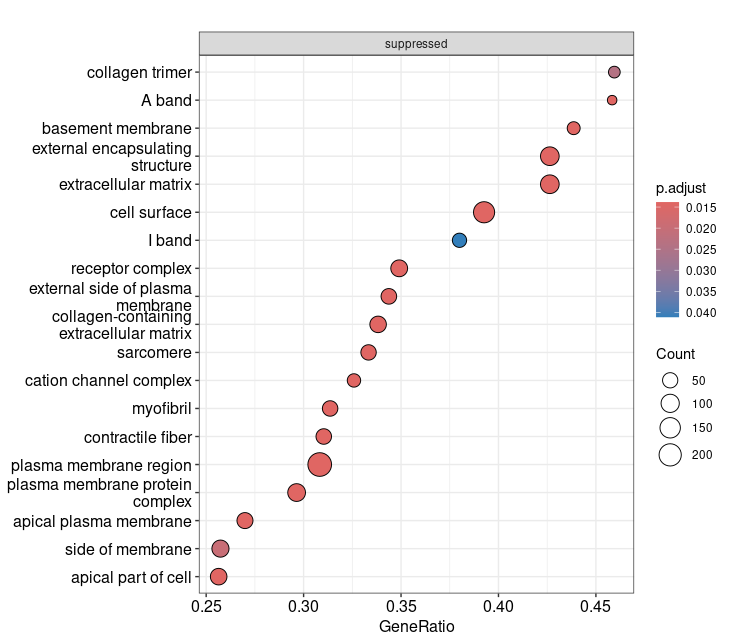 suppressed
collagen trimer
A band
basement membrane
external encapsulating
structure
extracellular matrix
cell surface
I band
receptor complex
external side of plasma
membrane
collagen-containing
extracellular matrix
sarcomere
cation channel complex
myofibril
contractile fiber
plasma membrane region
plasma membrane protein
complex
apical plasma membrane
side of membrane
apical part of cell
0.25 0.30 0.35 0.40 0.45
GeneRatio
p.adjust
0.015
0.020
0.025
0.030
0.035
0.040
Count
50
100
150
200